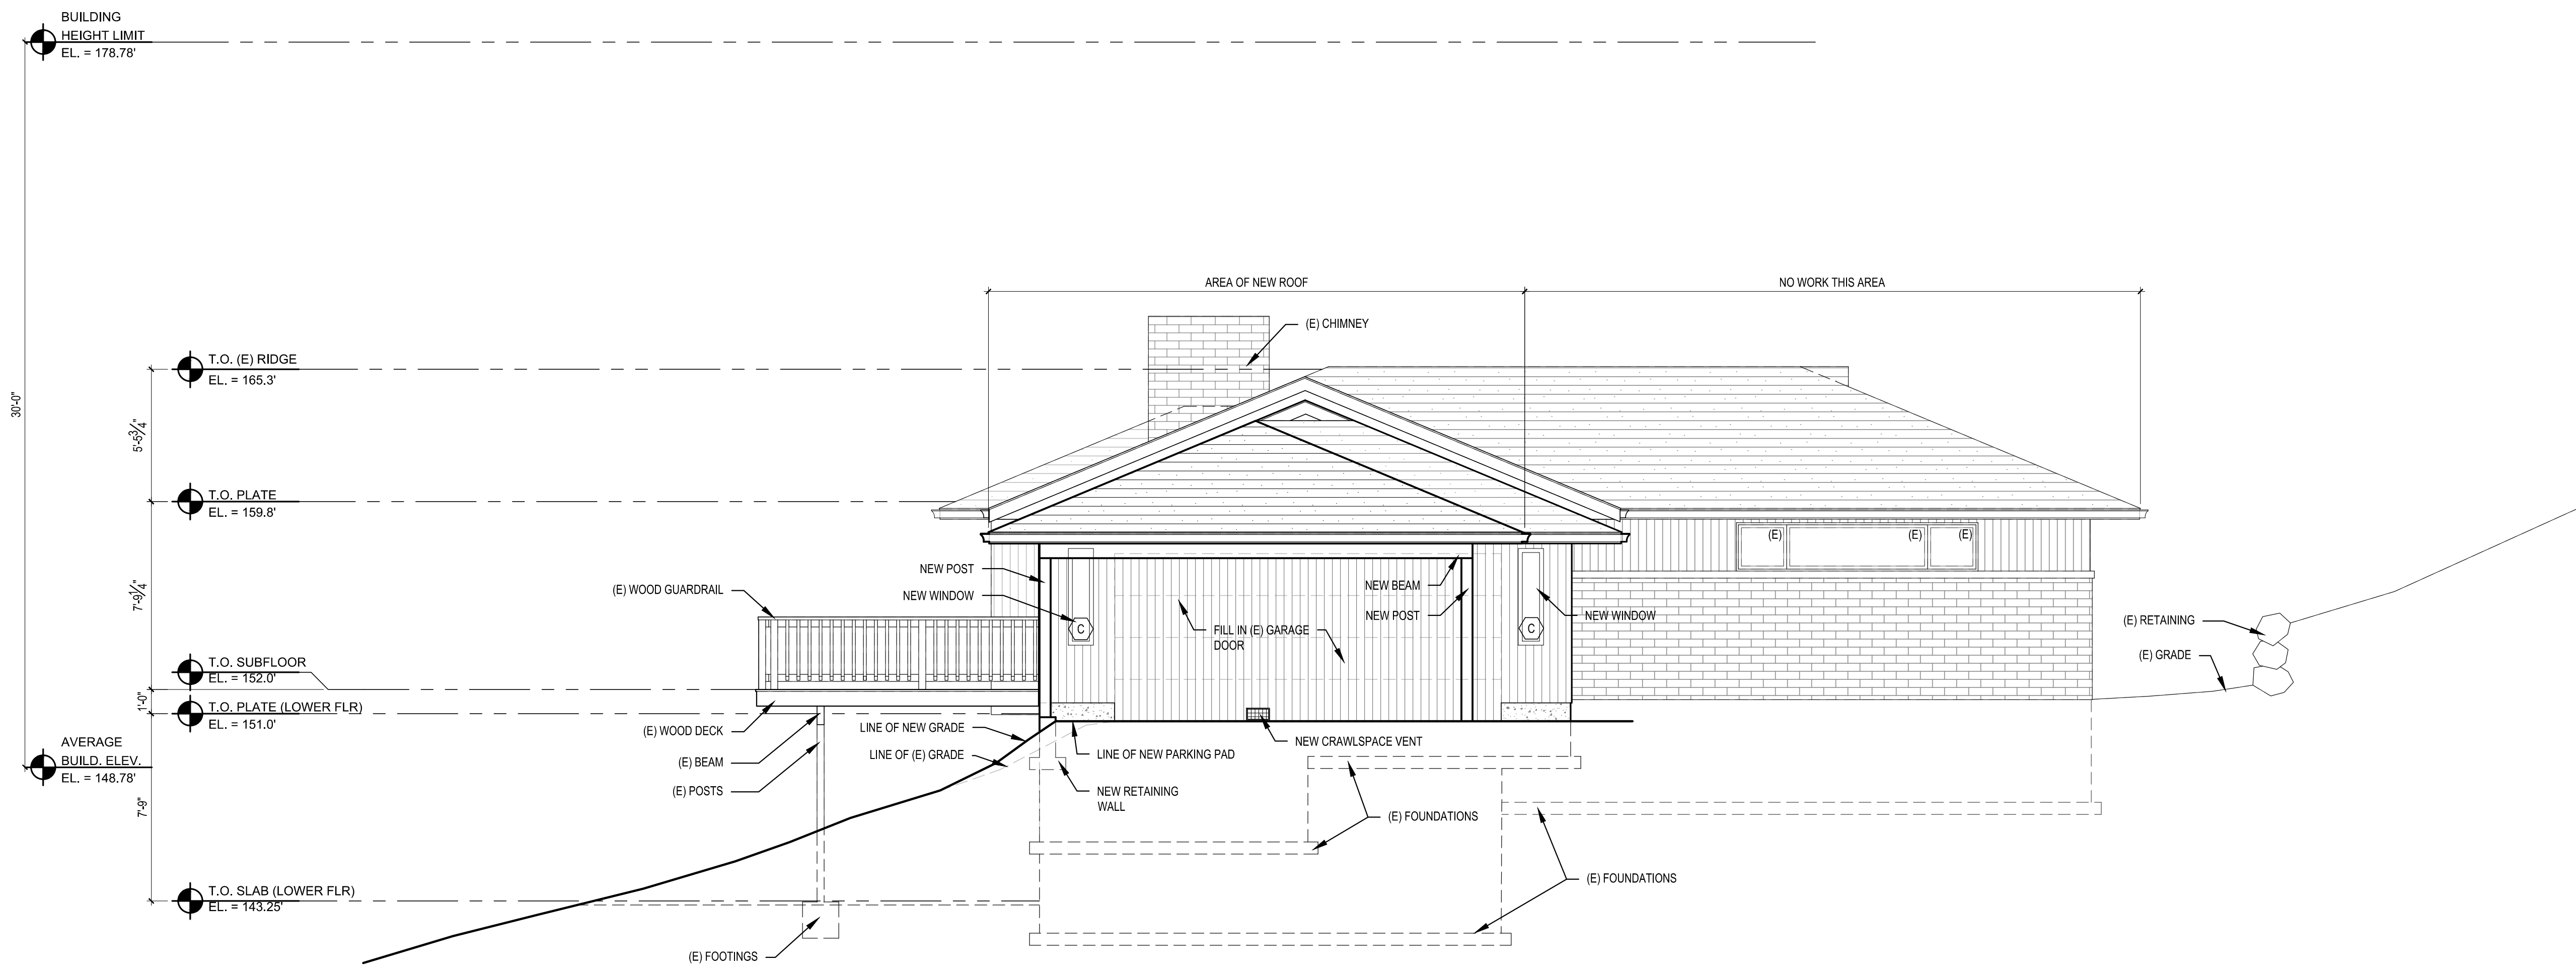 BUILDING
HEIGHT LIMIT
EL. = 178.78'
30'-0"
AREA OF NEW ROOF
NO WORK THIS AREA
(E) CHIMNEY
T.O. (E) RIDGE
EL. = 165.3'
5'-5 3/4"
T.O. PLATE
EL. = 159.8'
(E)
(E)
(E)
7'-9 1/4"
NEW POST
NEW WINDOW
(E) WOOD GUARDRAIL
NEW BEAM
NEW POST
NEW WINDOW
C
C
FILL IN (E) GARAGE
DOOR
(E) RETAINING
(E) GRADE
T.O. SUBFLOOR
EL. = 152.0'
1'-0"
T.O. PLATE (LOWER FLR)
EL. = 151.0'
(E) WOOD DECK
LINE OF NEW GRADE
LINE OF (E) GRADE
LINE OF NEW PARKING PAD
NEW CRAWLSPACE VENT
AVERAGE
BUILD. ELEV.
EL. = 148.78'
(E) BEAM
(E) POSTS
NEW RETAINING
WALL
7'-9"
(E) FOUNDATIONS
(E) FOUNDATIONS
T.O. SLAB (LOWER FLR)
EL. = 143.25'
(E) FOOTINGS